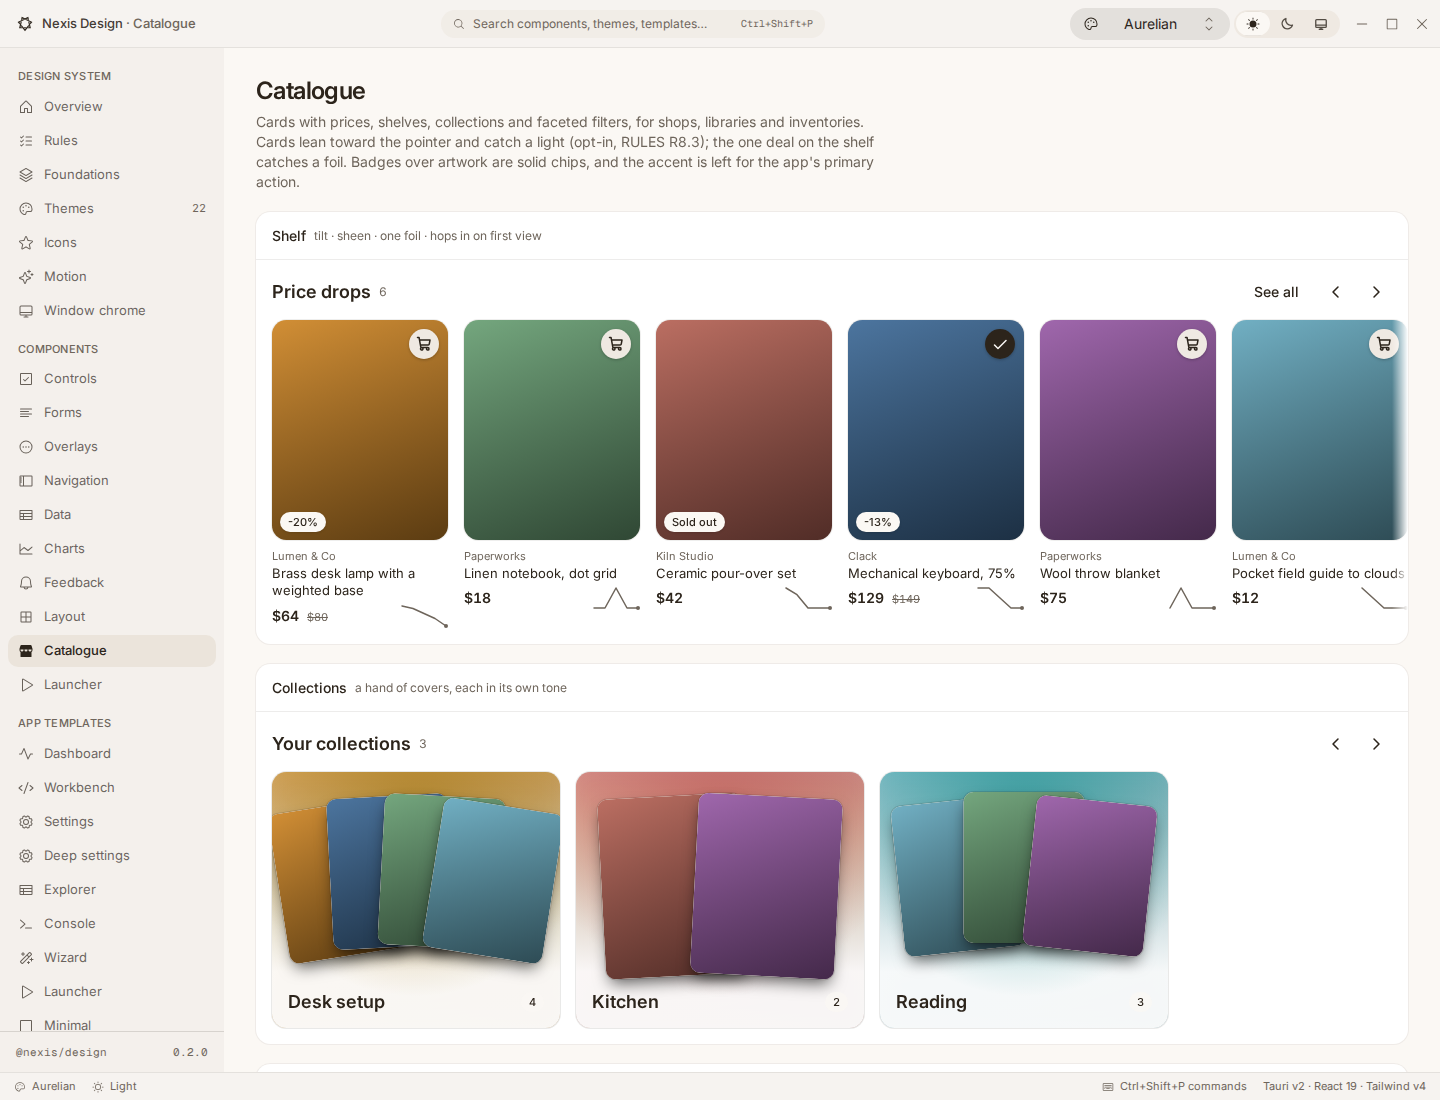 Nexis Design · Catalogue
Search components, themes, templates...
Ctrl+Shift+P
Aurelian
DESIGN SYSTEM
Overview
Rules
Foundations
Themes 22
Icons
Motion
Window chrome
COMPONENTS
Controls
Forms
Overlays
Navigation
Data
Charts
Feedback
Layout
Catalogue
Launcher
APP TEMPLATES
Dashboard
Workbench
Settings
Deep settings
Explorer
Console
Wizard
Launcher
Minimal
@nexis/design 0.2.0
Catalogue
Cards with prices, shelves, collections and faceted filters, for shops, libraries and inventories.
Cards lean toward the pointer and catch a light (opt-in, RULES R8.3); the one deal on the shelf
catches a foil. Badges over artwork are solid chips, and the accent is left for the app's primary
action.
Shelf tilt · sheen · one foil · hops in on first view
Price drops 6
See all
-20%
Lumen & Co
Brass desk lamp with a
weighted base
$64 $80
Paperworks
Linen notebook, dot grid
$18
Sold out
Kiln Studio
Ceramic pour-over set
$42
-13%
Clack
Mechanical keyboard, 75%
$129 $149
Paperworks
Wool throw blanket
$75
Lumen & Co
Pocket field guide to clouds
$12
Collections a hand of covers, each in its own tone
Your collections 3
Desk setup 4
Kitchen 2
Reading 3
Aurelian
Light
Ctrl+Shift+P commands
Tauri v2 · React 19 · Tailwind v4